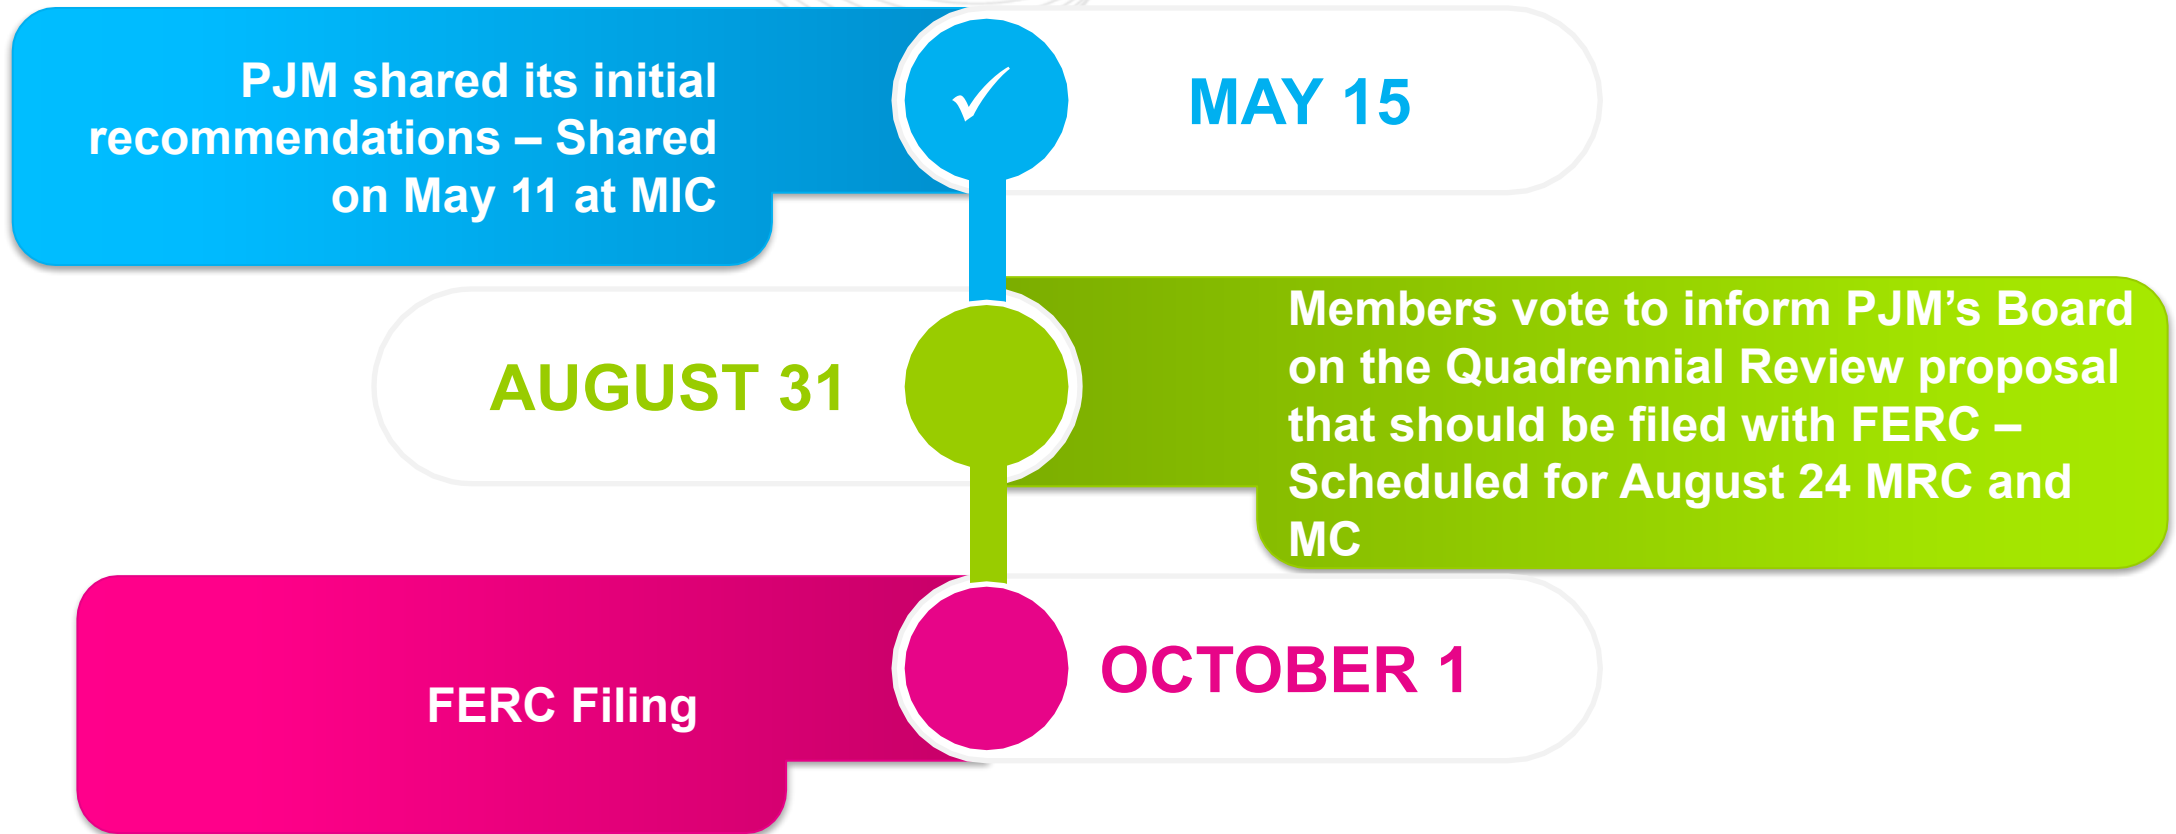 PJM shared its initial
recommendations – Shared
on May 11 at MIC
MAY 15
AUGUST 31
Members vote to inform PJM’s Board
on the Quadrennial Review proposal
that should be filed with FERC –
Scheduled for August 24 MRC and
MC
FERC Filing
OCTOBER 1